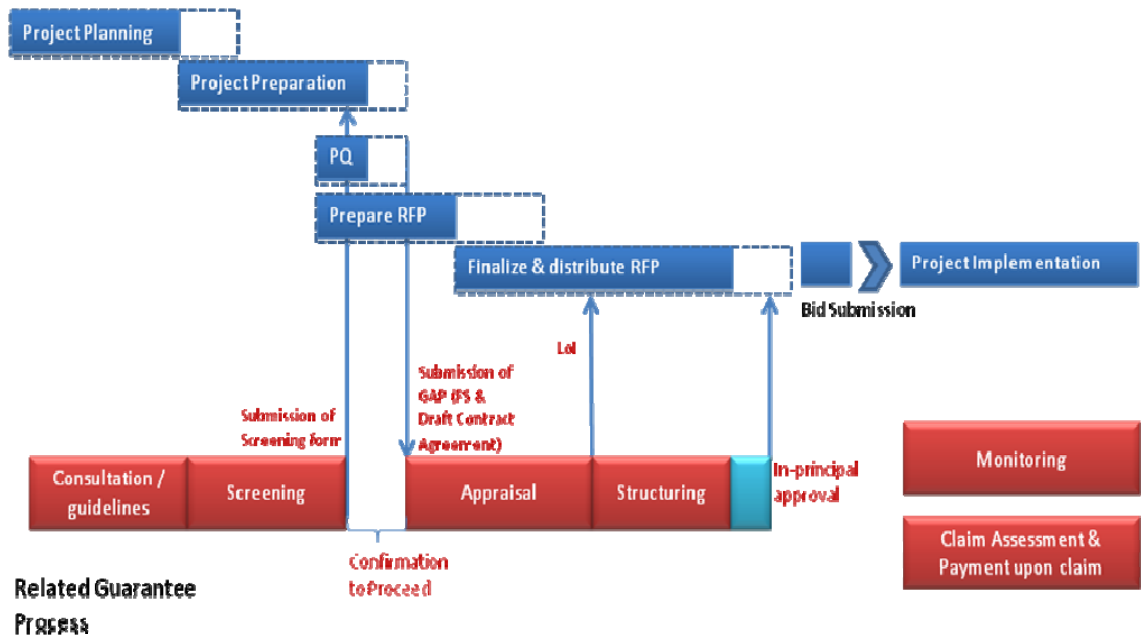 Project Planning
Project Preparation
PQ
Prepare RFP
Finalize & distribute RFP
Project Implementation
Bid Submission
LoI
Submission of
GAP (FS &
Draft Contract
Agreement)
Submission of
Screening form
Consultation /
guidelines
Screening
Appraisal
Structuring
In-principal
approval
Monitoring
Claim Assessment &
Payment upon claim
Confirmation
to Proceed
Related Guarantee
Process